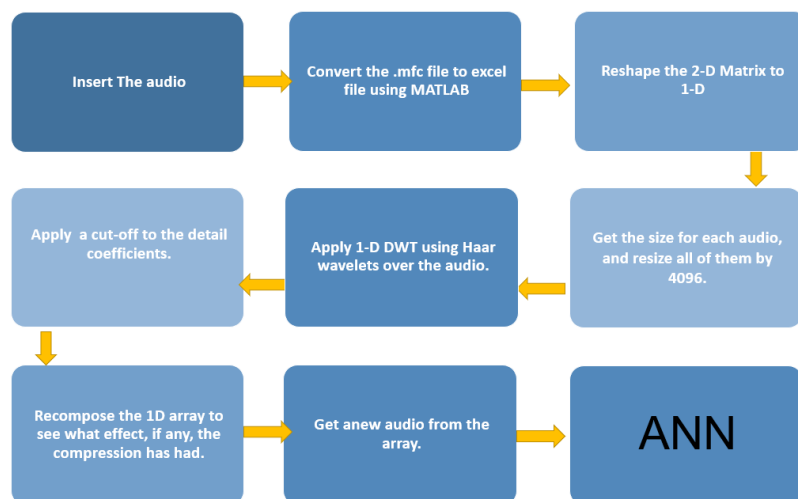 Insert The audio
Convert the .mfc file to excel
file using MATLAB
Reshape the 2-D Matrix to
1-D
Get the size for each audio,
and resize all of them by
4096.
Apply 1-D DWT using Haar
wavelets over the audio.
Apply a cut-off to the detail
coefficients.
Recompose the 1D array to
see what effect, if any, the
compression has had.
Get anew audio from the
array.
ANN